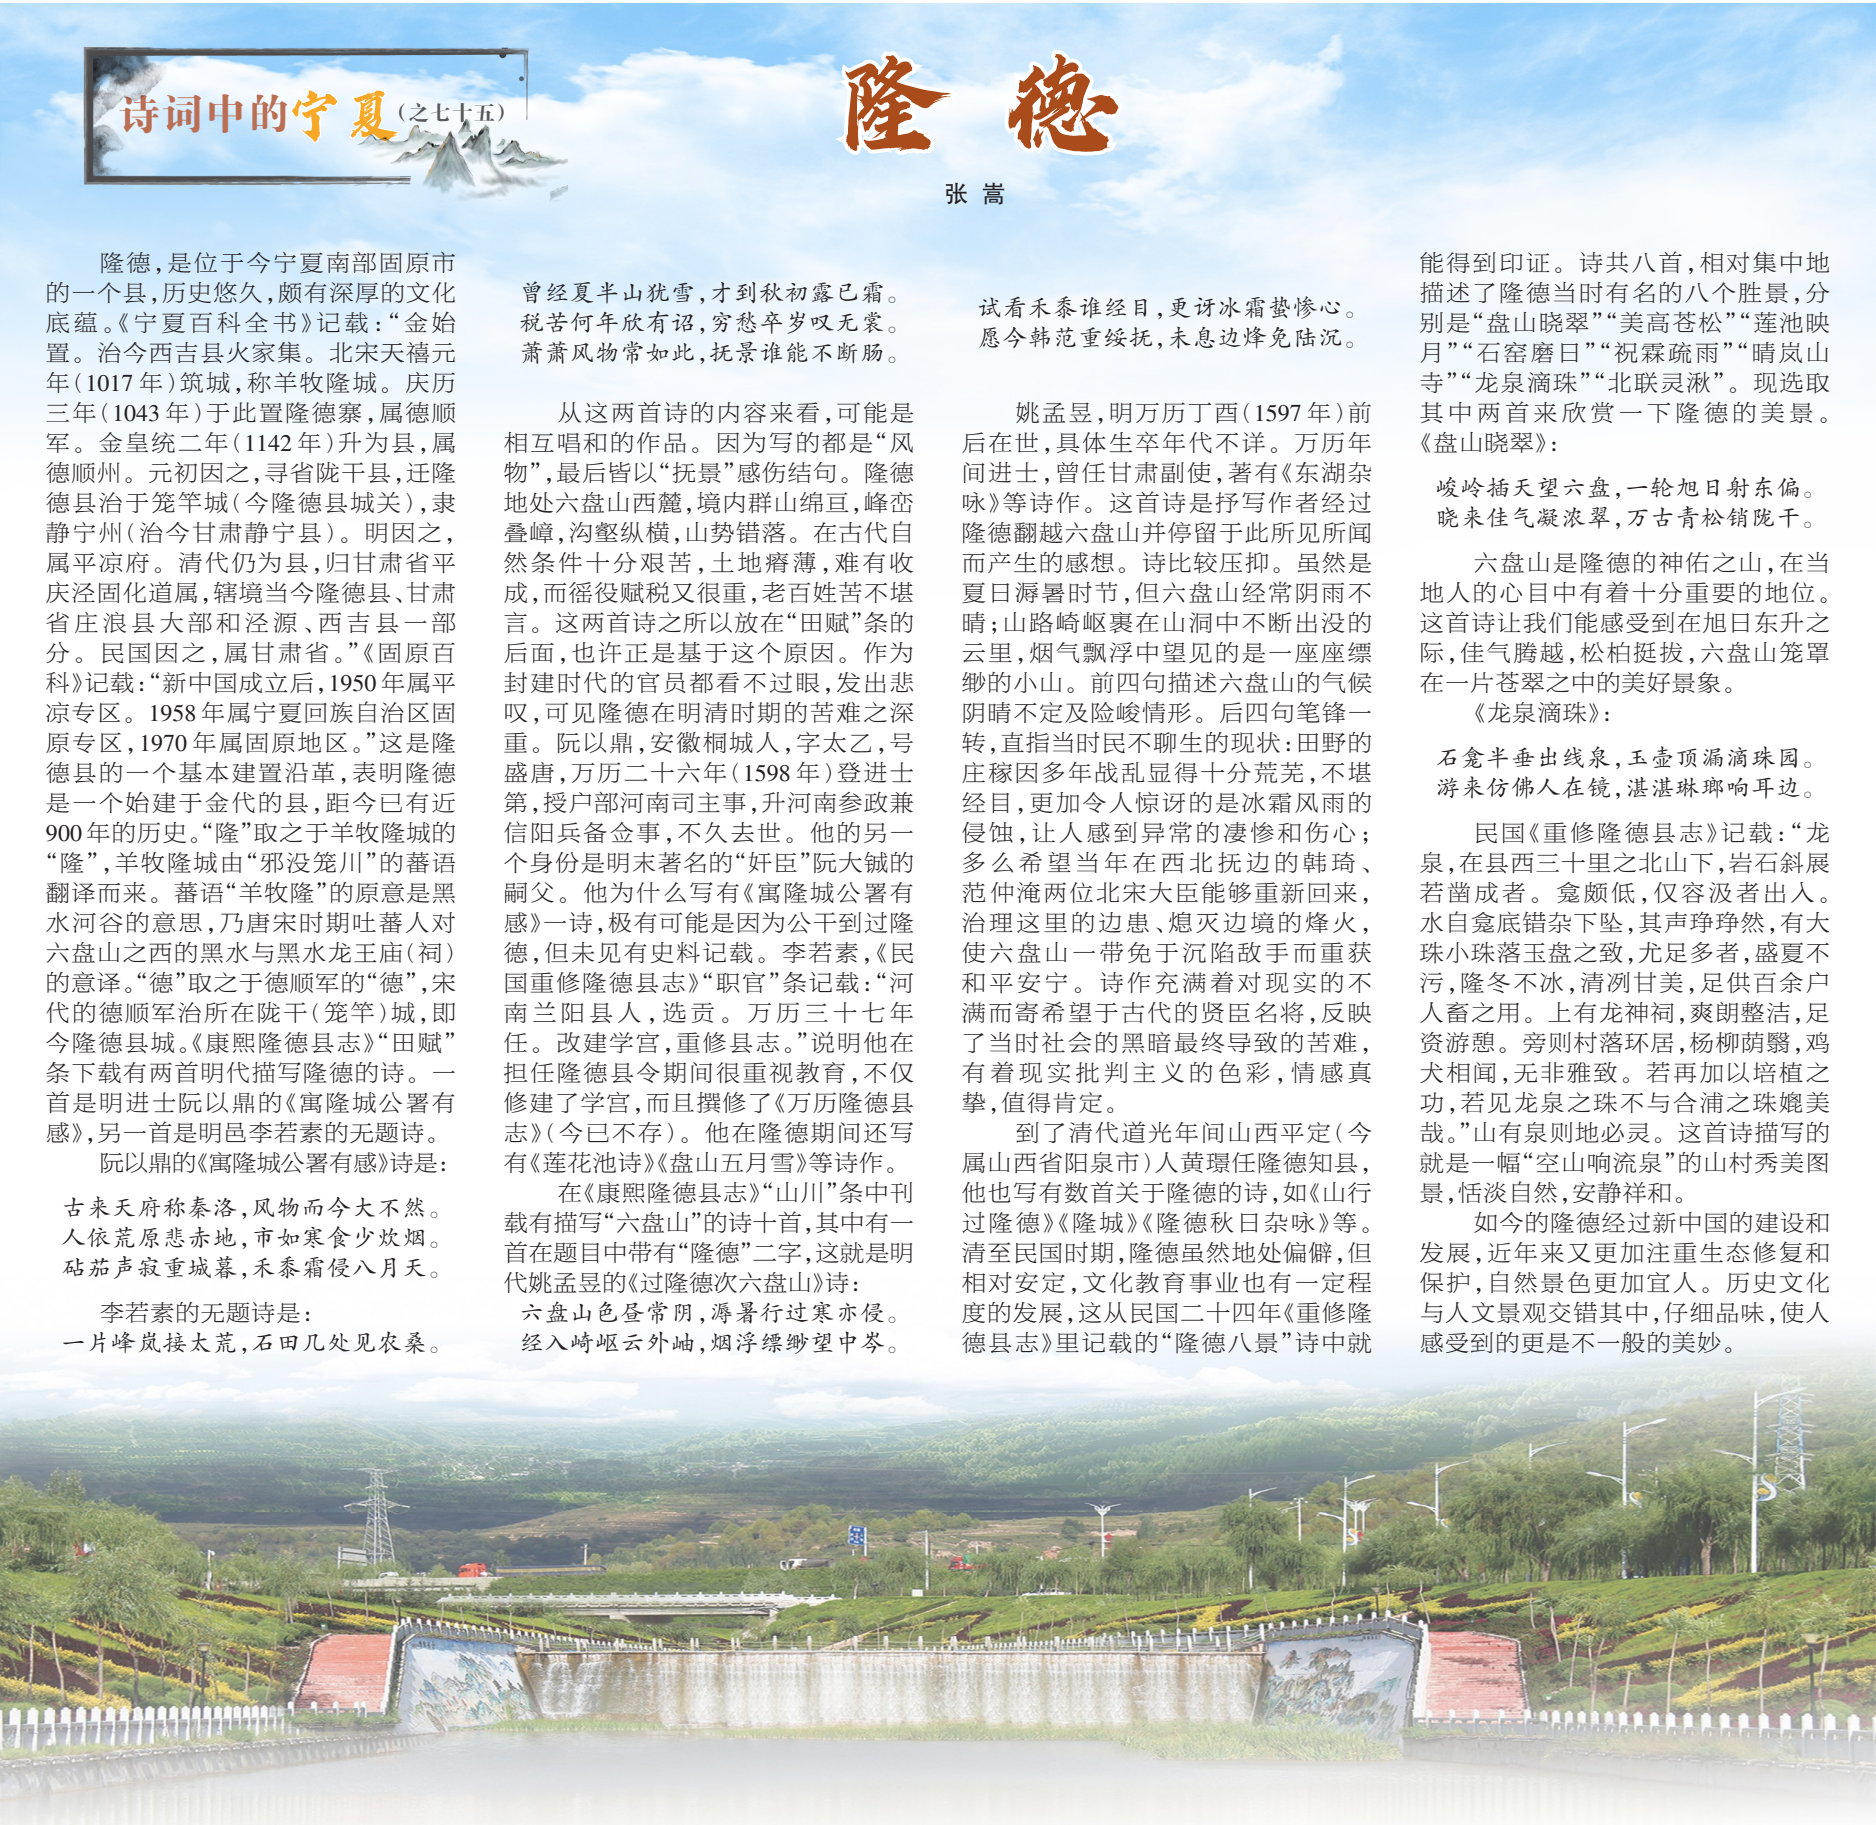 诗词中的宁夏(之七十五)
隆德
张嵩
隆德,是位于今宁夏南部固原市
的一个县,历史悠久,颇有深厚的文化
底蕴。《宁夏百科全书》记载:“金始
置。治今西吉县火家集。北宋天禧元
年(1017年)筑城,称羊牧隆城。庆历
三年(1043年)于此置隆德寨,属德顺
军。金皇统二年(1142年)升为县,属
德顺州。元初因之,寻省陇干县,迁隆
德县治于笼竿城(今隆德县城关),隶
静宁州(治今甘肃静宁县)。明因之,
属平凉府。清代仍为县,归甘肃省平
庆泾固化道属,辖境当今隆德县、甘肃
省庄浪县大部和泾源、西吉县一部
分。民国因之,属甘肃省。”《固原百
科》记载:“新中国成立后,1950年属平
凉专区。1958年属宁夏回族自治区固
原专区,1970年属固原地区。”这是隆
德县的一个基本建置沿革,表明隆德
是一个始建于金代的县,距今已有近
900年的历史。“隆”取之于羊牧隆城的
“隆”,羊牧隆城由“邪没笼川”的蕃语
翻译而来。蕃语“羊牧隆”的原意是黑
水河谷的意思,乃唐宋时期吐蕃人对
六盘山之西的黑水与黑水龙王庙(祠)
的意译。“德”取之于德顺军的“德”,宋
代的德顺军治所在陇干(笼竿)城,即
今隆德县城。《康熙隆德县志》“田赋”
条下载有两首明代描写隆德的诗。一
首是明进士阮以鼎的《寓隆城公署有
感》,另一首是明邑李若素的无题诗。
阮以鼎的《寓隆城公署有感》诗是:
古来天府称秦洛,风物而今大不然。
人依荒原悲赤地,市如寒食少炊烟。
砧茄声寂重城暮,禾黍霜侵八月天。
李若素的无题诗是:
一片峰岚接太荒,石田几处见农桑。
曾经夏半山犹雪,才到秋初露已霜。
税苦何年欣有诏,穷愁卒岁叹无裳。
萧萧风物常如此,抚景谁能不断肠。
从这两首诗的内容来看,可能是
相互唱和的作品。因为写的都是“风
物”,最后皆以“抚景”感伤结句。隆德
地处六盘山西麓,境内群山绵亘,峰峦
叠嶂,沟壑纵横,山势错落。在古代自
然条件十分艰苦,土地瘠薄,难有收
成,而徭役赋税又很重,老百姓苦不堪
言。这两首诗之所以放在“田赋”条的
后面,也许正是基于这个原因。作为
封建时代的官员都看不过眼,发出悲
叹,可见隆德在明清时期的苦难之深
重。阮以鼎,安徽桐城人,字太乙,号
盛唐,万历二十六年(1598年)登进士
第,授户部河南司主事,升河南参政兼
信阳兵备佥事,不久去世。他的另一
个身份是明末著名的“奸臣”阮大铖的
嗣父。他为什么写有《寓隆城公署有
感》一诗,极有可能是因为公干到过隆
德,但未见有史料记载。李若素,《民
国重修隆德县志》“职官”条记载:“河
南兰阳县人,选贡。万历三十七年
任。改建学宫,重修县志。”说明他在
担任隆德县令期间很重视教育,不仅
修建了学宫,而且撰修了《万历隆德县
志》(今已不存)。他在隆德期间还写
有《莲花池诗》《盘山五月雪》等诗作。
在《康熙隆德县志》“山川”条中刊
载有描写“六盘山”的诗十首,其中有一
首在题目中带有“隆德”二字,这就是明
代姚孟昱的《过隆德次六盘山》诗:
六盘山色昼常阴,溽暑行过寒亦侵。
经入崎岖云外岫,烟浮缥缈望中岑。
试看禾黍谁经目,更讶冰霜蛰惨心。
愿今韩范重绥抚,未息边烽免陆沉。
姚孟昱,明万历丁酉(1597年)前
后在世,具体生卒年代不详。万历年
间进士,曾任甘肃副使,著有《东湖杂
咏》等诗作。这首诗是抒写作者经过
隆德翻越六盘山并停留于此所见所闻
而产生的感想。诗比较压抑。虽然是
夏日溽暑时节,但六盘山经常阴雨不
晴;山路崎岖裹在山洞中不断出没的
云里,烟气飘浮中望见的是一座座缥
缈的小山。前四句描述六盘山的气候
阴晴不定及险峻情形。后四句笔锋一
转,直指当时民不聊生的现状:田野的
庄稼因多年战乱显得十分荒芜,不堪
经目,更加令人惊讶的是冰霜风雨的
侵蚀,让人感到异常的凄惨和伤心;
多么希望当年在西北抚边的韩琦、
范仲淹两位北宋大臣能够重新回来,
治理这里的边患、熄灭边境的烽火,
使六盘山一带免于沉陷敌手而重获
和平安宁。诗作充满着对现实的不
满而寄希望于古代的贤臣名将,反映
了当时社会的黑暗最终导致的苦难,
有着现实批判主义的色彩,情感真
挚,值得肯定。
到了清代道光年间山西平定(今
属山西省阳泉市)人黄璟任隆德知县,
他也写有数首关于隆德的诗,如《山行
过隆德》《隆城》《隆德秋日杂咏》等。
清至民国时期,隆德虽然地处偏僻,但
相对安定,文化教育事业也有一定程
度的发展,这从民国二十四年《重修隆
德县志》里记载的“隆德八景”诗中就
能得到印证。诗共八首,相对集中地
描述了隆德当时有名的八个胜景,分
别是“盘山晓翠”“美高苍松”“莲池映
月”“石窑磨日”“祝霖疏雨”“晴岚山
寺”“龙泉滴珠”“北联灵湫”。现选取
其中两首来欣赏一下隆德的美景。
《盘山晓翠》:
峻岭插天望六盘,一轮旭日射东偏。
晓来佳气凝浓翠,万古青松销陇干。
六盘山是隆德的神佑之山,在当
地人的心目中有着十分重要的地位。
这首诗让我们能感受到在旭日东升之
际,佳气腾越,松柏挺拔,六盘山笼罩
在一片苍翠之中的美好景象。
《龙泉滴珠》:
石龛半垂出线泉,玉壶顶漏滴珠园。
游来仿佛人在镜,湛湛琳瑯响耳边。
民国《重修隆德县志》记载:“龙
泉,在县西三十里之北山下,岩石斜展
若凿成者。龛颇低,仅容汲者出入。
水自龛底错杂下坠,其声琤琤然,有大
珠小珠落玉盘之致,尤足多者,盛夏不
污,隆冬不冰,清冽甘美,足供百余户
人畜之用。上有龙神祠,爽朗整洁,足
资游憩。旁则村落环居,杨柳荫翳,鸡
犬相闻,无非雅致。若再加以培植之
功,若见龙泉之珠不与合浦之珠媲美
哉。”山有泉则地必灵。这首诗描写的
就是一幅“空山响流泉”的山村秀美图
景,恬淡自然,安静祥和。
如今的隆德经过新中国的建设和
发展,近年来又更加注重生态修复和
保护,自然景色更加宜人。历史文化
与人文景观交错其中,仔细品味,使人
感受到的更是不一般的美妙。